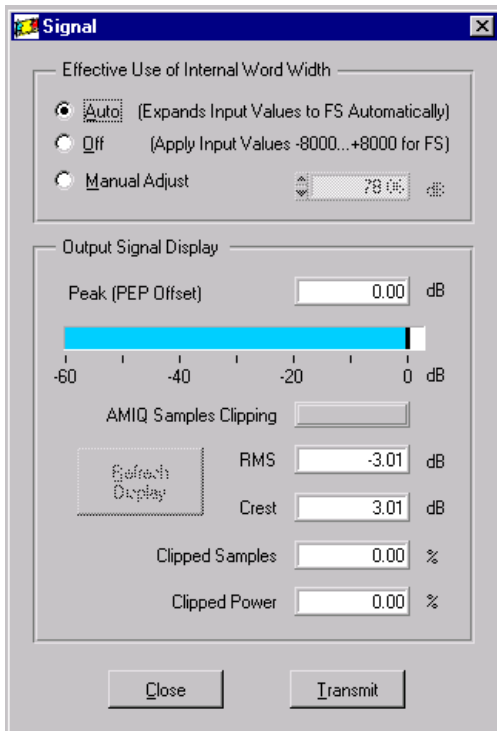 Signal
Effective Use of Internal Word Width
Auto (Expands Input Values to FS Automatically)
Off (Apply Input Values -8000...+8000 for FS)
Manual Adjust 78.06 dB
Output Signal Display
Peak (PEP Offset) 0.00 dB
-60 -40 -20 0 dB
AMIQ Samples Clipping
Refresh
Display
RMS -3.01 dB
Crest 3.01 dB
Clipped Samples 0.00 %
Clipped Power 0.00 %
Close Transmit